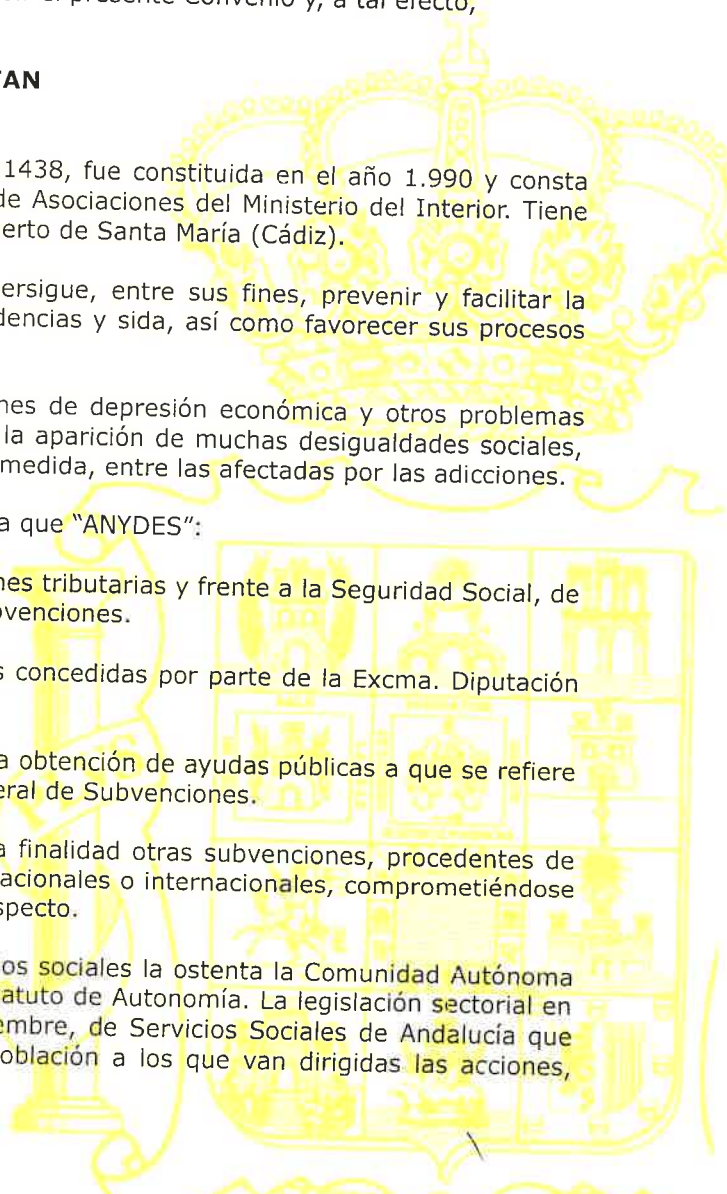 presente Convenio y, a tal efecto,
TAN
1438, fue constituida en el año 1.990 y consta
de Asociaciones del Ministerio del Interior. Tiene
erto de Santa María (Cádiz).
ersigue, entre sus fines, prevenir y facilitar la
dencias y sida, así como favorecer sus procesos
nes de depresión económica y otros problemas
la aparición de muchas desigualdades sociales,
medida, entre las afectadas por las adicciones.
a que "ANYDES":
nes tributarias y frente a la Seguridad Social, de
bvenciones.
s concedidas por parte de la Excma. Diputación
a obtención de ayudas públicas a que se refiere
eral de Subvenciones.
a finalidad otras subvenciones, procedentes de
acionales o internacionales, comprometiéndose
specto.
os sociales la ostenta la Comunidad Autónoma
tatuto de Autonomía. La legislación sectorial en
embre, de Servicios Sociales de Andalucía que
oblación a los que van dirigidas las acciones,